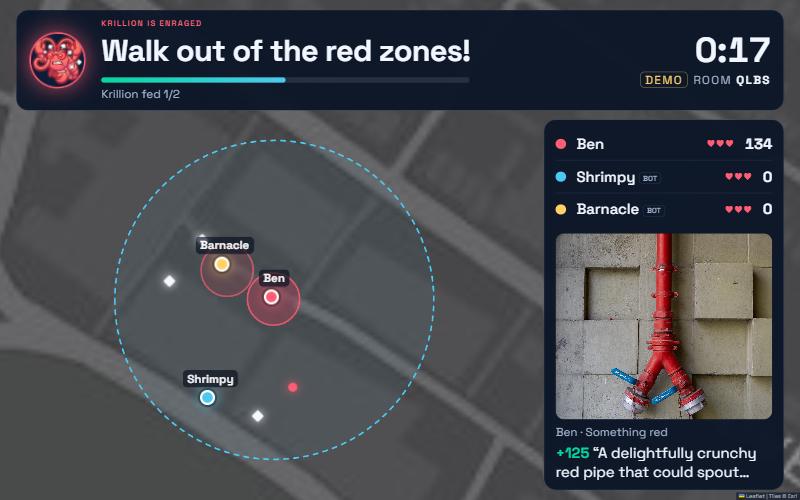 KRILLION IS ENRAGED
Walk out of the red zones!
Krillion fed 1/2
0:17
DEMO ROOM QLBS
Ben 134
Shrimpy BOT 0
Barnacle BOT 0
Barnacle
Ben
Shrimpy
Ben · Something red
+125 “A delightfully crunchy
red pipe that could spout...
Leaflet | Tiles © Esri